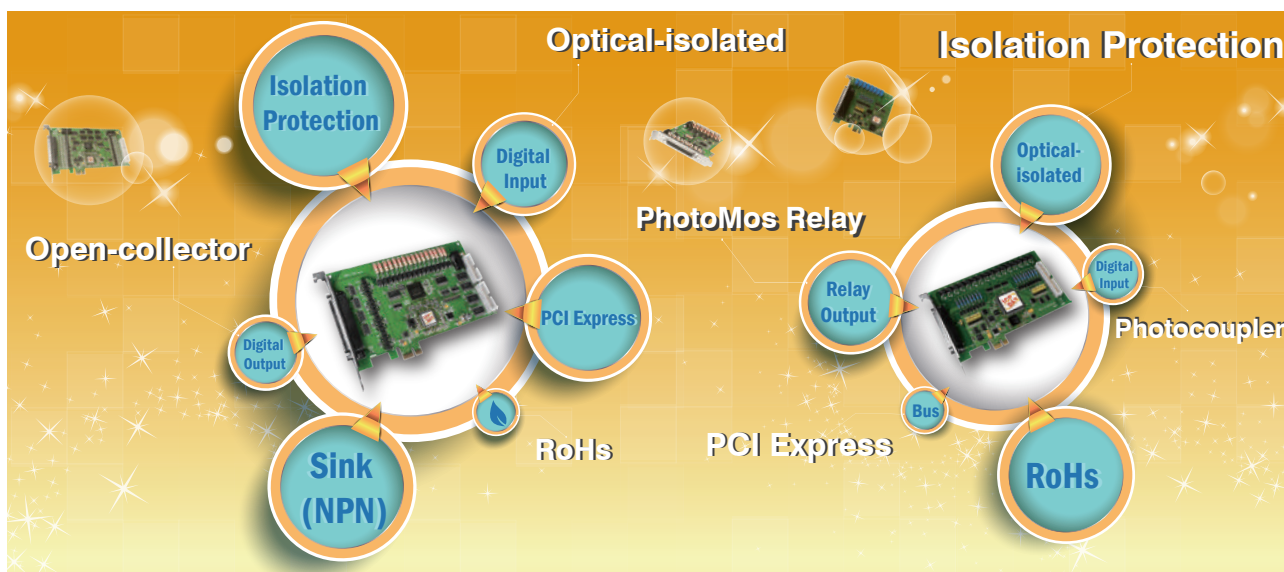 Optical-isolated
Isolation Protection
Isolation
Protection
Digital
Input
Optical-
isolated
Open-collector
PhotoMos Relay
PCI Express
Digital
Output
Relay
Output
Digital
Input
Photocoupler
Bus
Sink
(NPN)
RoHs
PCI Express
RoHs